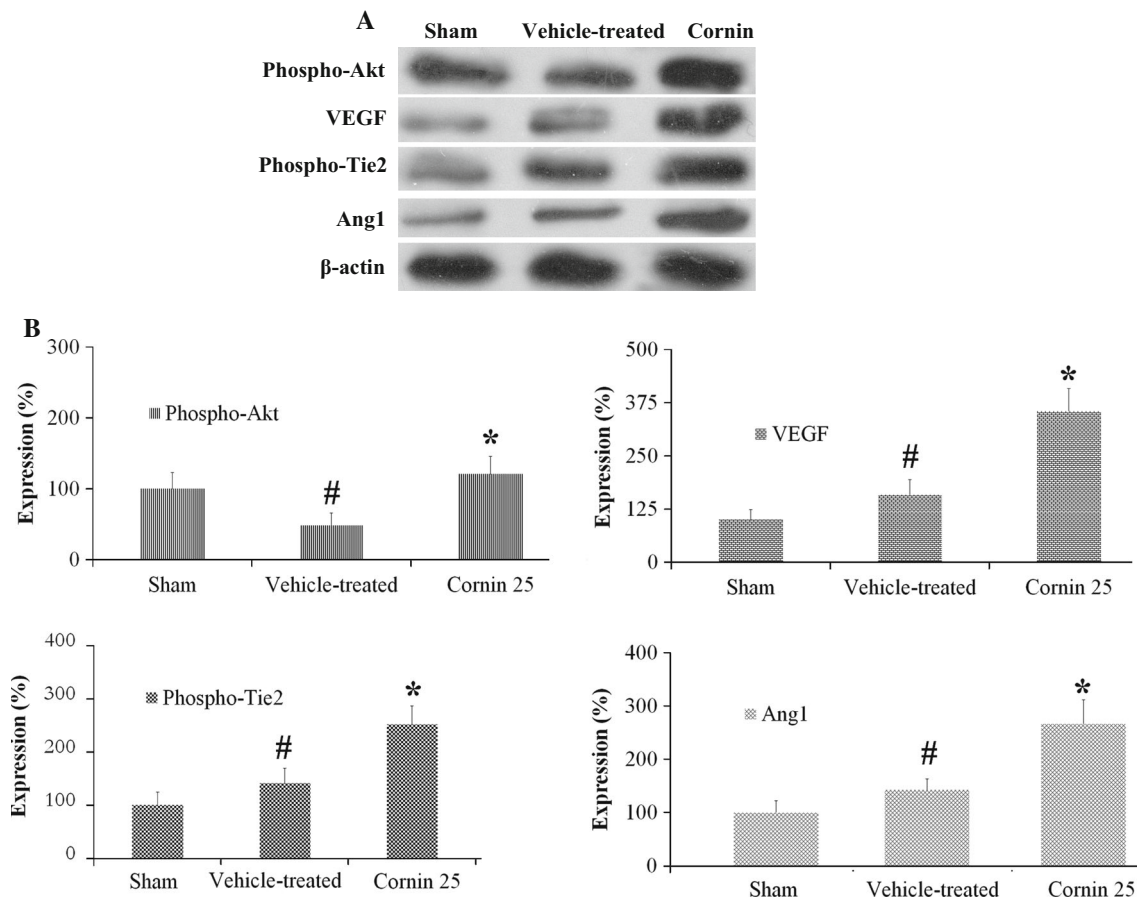 A
Sham Vehicle-treated Cornin
Phospho-Akt
VEGF
Phospho-Tie2
Ang1
β-actin
B
300
200
100
0
Expression (%)
Phospho-Akt
#
*
Sham Vehicle-treated Cornin 25
500
375
250
125
0
Expression (%)
VEGF
#
*
Sham Vehicle-treated Cornin 25
400
300
200
100
0
Expression (%)
Phospho-Tie2
#
*
Sham Vehicle-treated Cornin 25
400
300
200
100
0
Expression (%)
Ang1
#
*
Sham Vehicle-treated Cornin 25